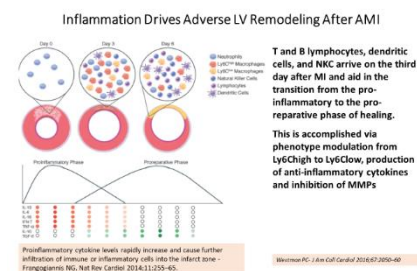 Inflammation Drives Adverse LV Remodeling After AMI
Day 0
Day 3
Day 6
Neutrophils
Macrophages
Macrophages
Natural Killer Cells
Lymphocytes
Dendritic Cells
Proinflammatory Phase
Proreparative Phase
T and B lymphocytes, dendritic
cells, and NKC arrive on the third
day after MI and aid in the
transition from the pro-
inflammatory to the pro-
reparative phase of healing.
This is accomplished via
phenotype modulation from
Ly6Chigh to Ly6Clow, production
of anti-inflammatory cytokines
and inhibition of MMPs
Proinflammatory cytokine levels rapidly increase and cause further
infiltration of immune or inflammatory cells into the infarct zone -
Frangogiannis NG, Nat Rev Cardiol 2014;11:255–65.
Westman PC- J Am Coll Cardiol 2016;67:2050–60